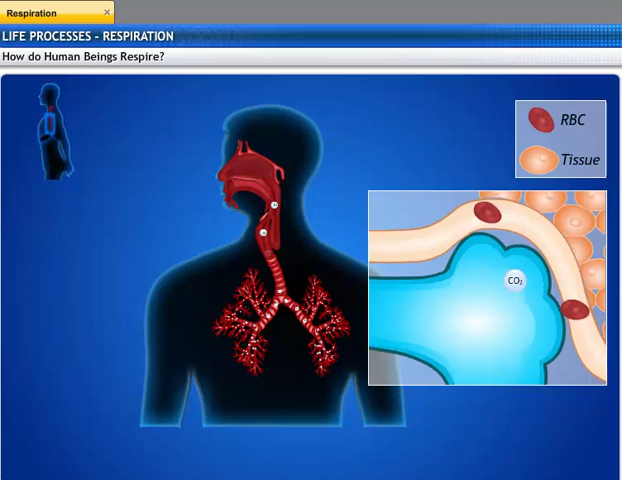 Respiration
LIFE PROCESSES - RESPIRATION
How do Human Beings Respire?
RBC
Tissue
CO₂